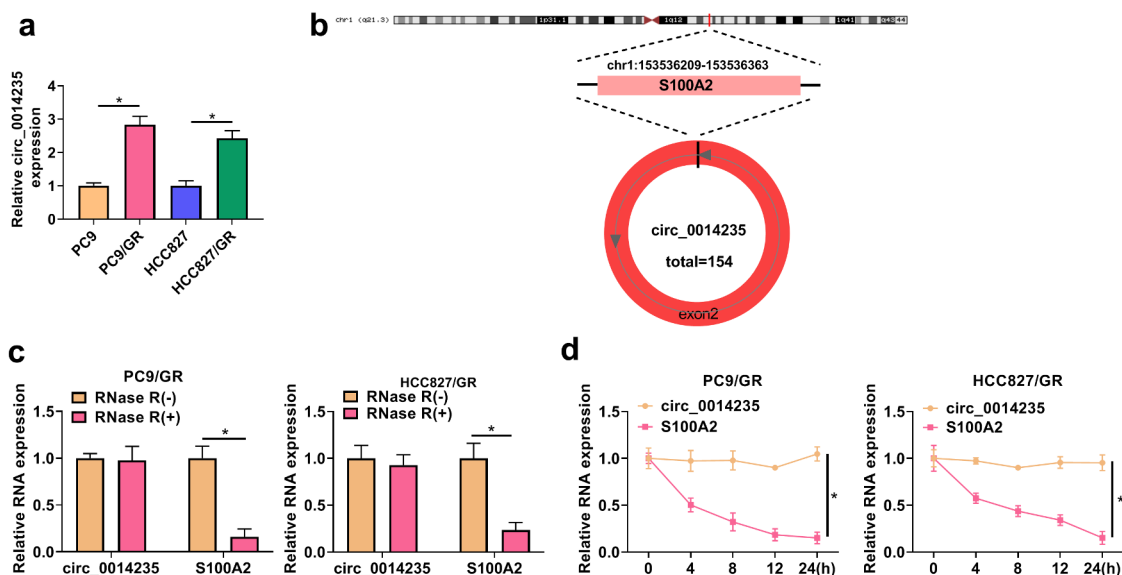 a
Relative circ_0014235
expression
4
3
2
1
0
*
*
PC9
PC9/GR
HCC827
HCC827/GR
b
chr1 (q21.3)
1p31.1
1q12
1q41
q43
44
chr1:153536209-153536363
S100A2
circ_0014235
total=154
exon2
c
PC9/GR
RNase R(-)
RNase R(+)
Relative RNA expression
1.5
1.0
0.5
0.0
*
circ_0014235
S100A2
HCC827/GR
RNase R(-)
RNase R(+)
Relative RNA expression
1.5
1.0
0.5
0.0
*
circ_0014235
S100A2
d
PC9/GR
circ_0014235
S100A2
Relative RNA expression
1.5
1.0
0.5
0.0
*
0 4 8 12 24(h)
HCC827/GR
circ_0014235
S100A2
Relative RNA expression
1.5
1.0
0.5
0.0
*
0 4 8 12 24(h)